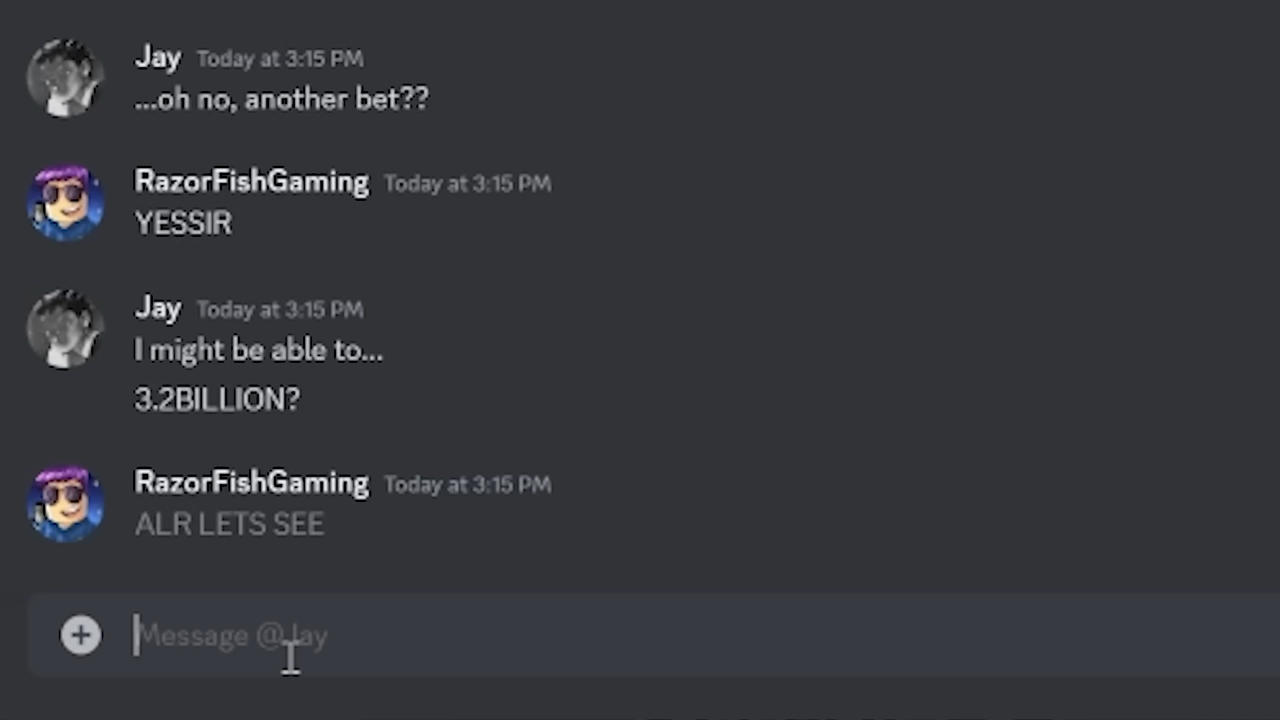 Jay Today at 3:15 PM
...oh no, another bet??
RazorFishGaming Today at 3:15 PM
YESSIR
Jay Today at 3:15 PM
I might be able to...
3.2BILLION?
RazorFishGaming Today at 3:15 PM
ALR LETS SEE
Message @Jay